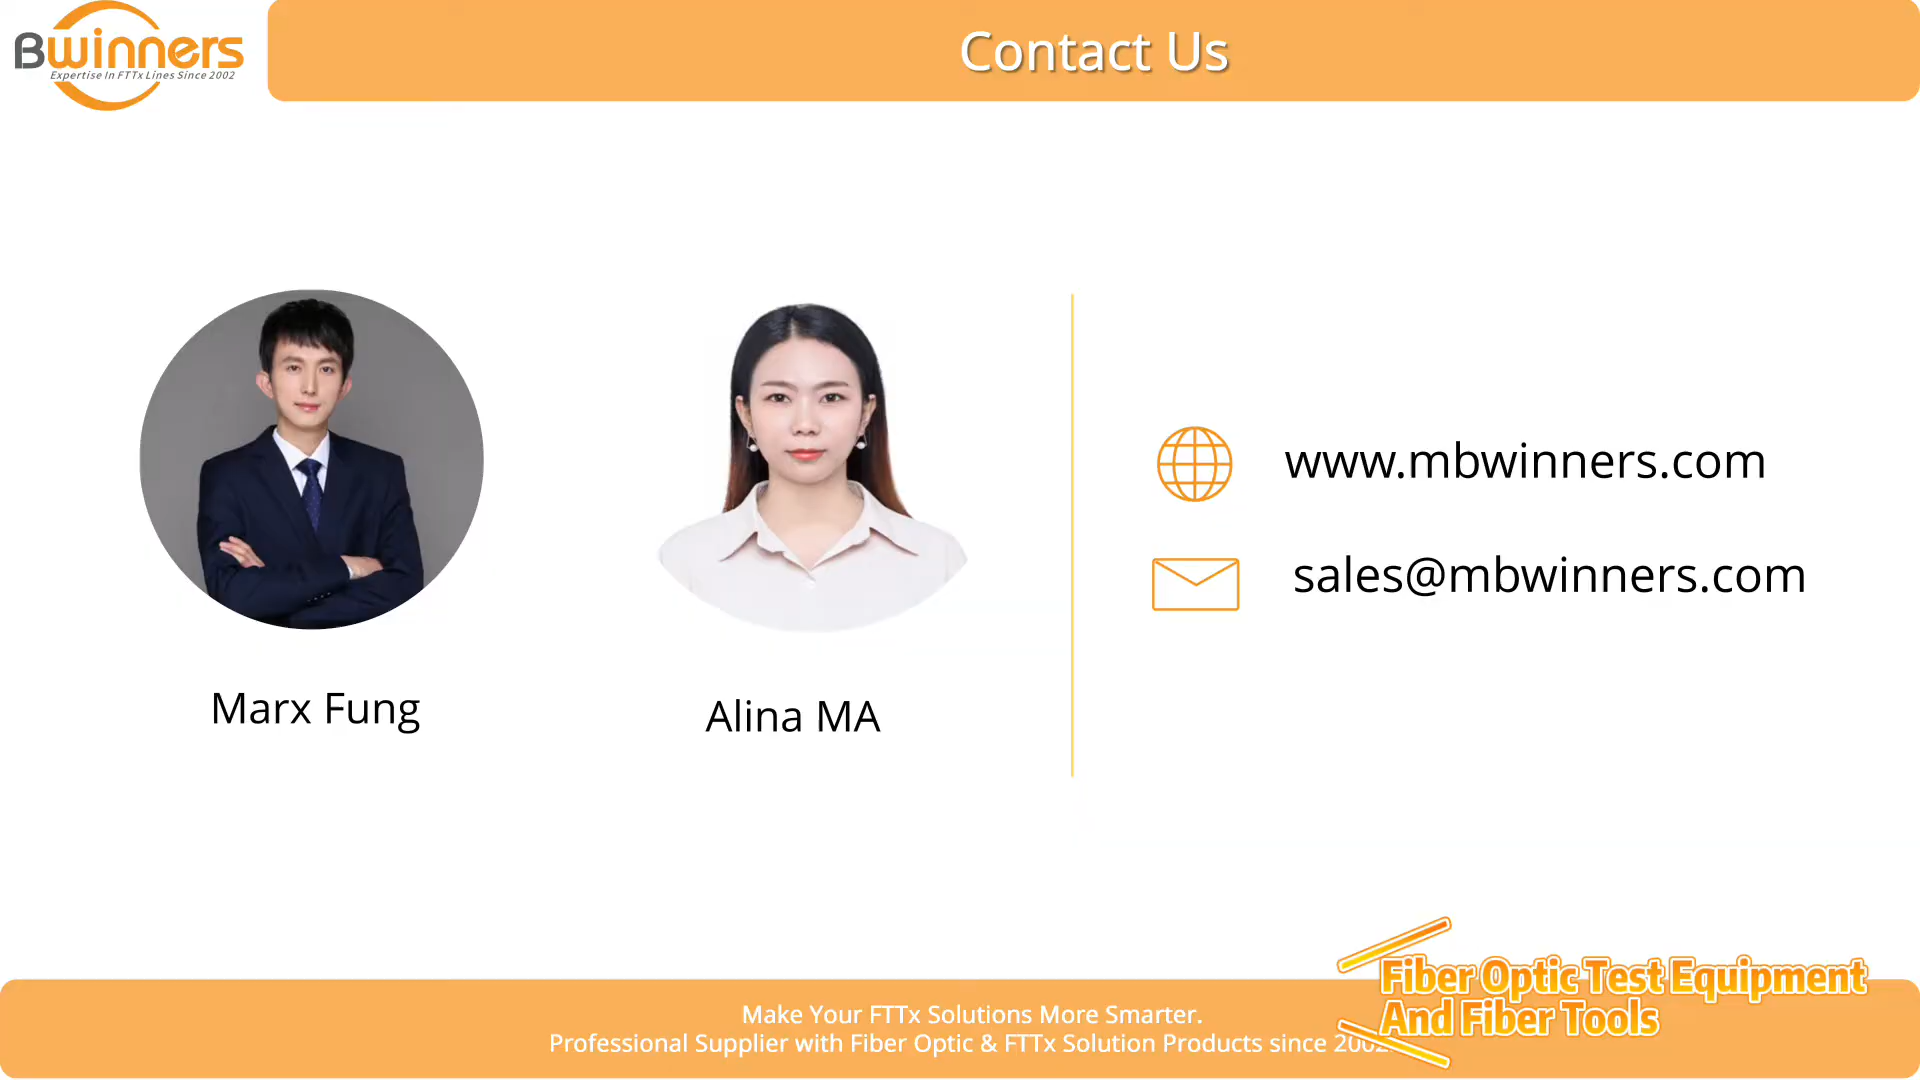 Bwinners
Expertise In FTTx Lines Since 2002
Contact Us
Marx Fung
Alina MA
www.mbwinners.com
sales@mbwinners.com
Make Your FTTx Solutions More Smarter.
Professional Supplier with Fiber Optic & FTTx Solution Products since 2002
Fiber Optic Test Equipment
And Fiber Tools